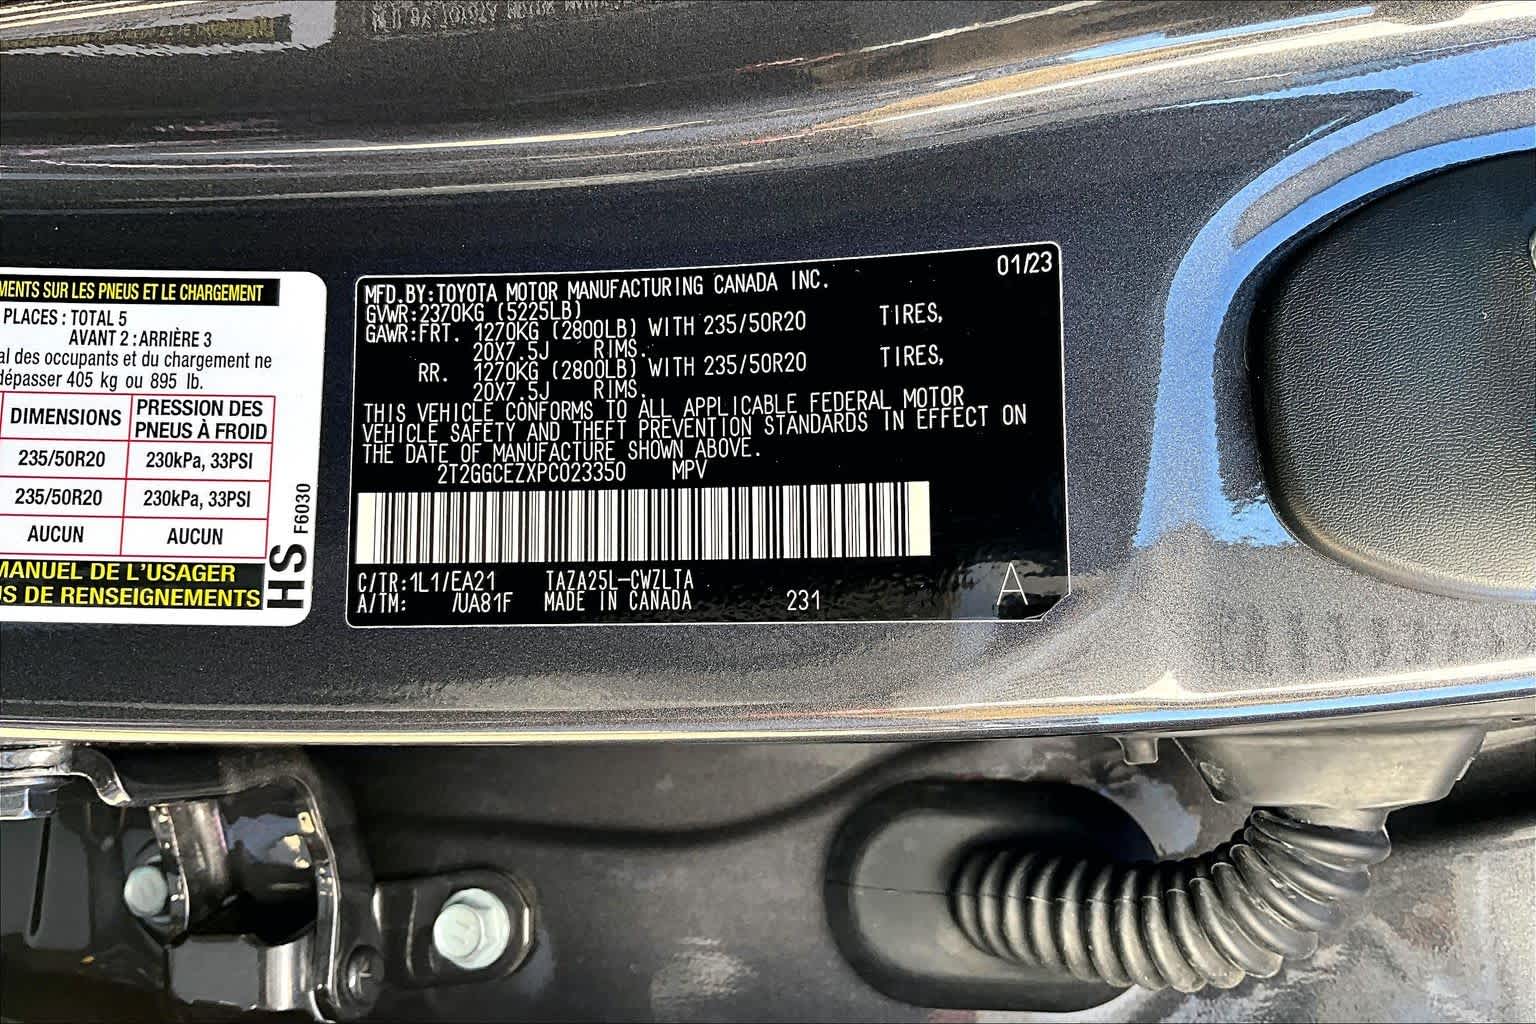 MENTS SUR LES PNEUS ET LE CHARGEMENT
PLACES : TOTAL 5
AVANT 2 : ARRIÈRE 3
al des occupants et du chargement ne
dépasser 405 kg ou 895 lb.
DIMENSIONS PRESSION DES PNEUS À FROID
235/50R20 230kPa, 33PSI
235/50R20 230kPa, 33PSI
AUCUN AUCUN
MANUEL DE L'USAGER
US DE RENSEIGNEMENTS
HS F6030
MFD.BY:TOYOTA MOTOR MANUFACTURING CANADA INC. 01/23
GVWR:2370KG (5225LB)
GAWR:FRT. 1270KG (2800LB) WITH 235/50R20 TIRES,
20X7.5J RIMS.
RR. 1270KG (2800LB) WITH 235/50R20 TIRES,
20X7.5J RIMS.
THIS VEHICLE CONFORMS TO ALL APPLICABLE FEDERAL MOTOR
VEHICLE SAFETY AND THEFT PREVENTION STANDARDS IN EFFECT ON
THE DATE OF MANUFACTURE SHOWN ABOVE.
2T2GGCEZXPC023350 MPV
C/TR:1L1/EA21 TAZA25L-CWZLTA
A/TM: /UA81F MADE IN CANADA 231 A